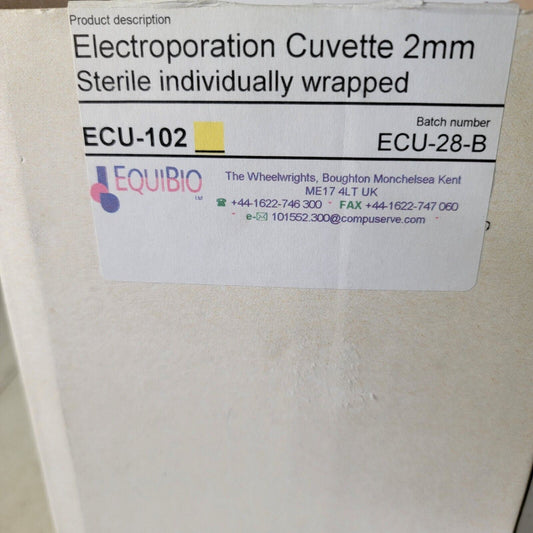 Product description
Electroporation Cuvette 2mm
Sterile individually wrapped
ECU-102
Batch number
ECU-28-B
EQUIBIO
Ltd
The Wheelwrights, Boughton Monchelsea Kent
ME17 4LT UK
☎ +44-1622-746 300 - FAX +44-1622-747 060
e-✉ 101552.300@compuserve.com